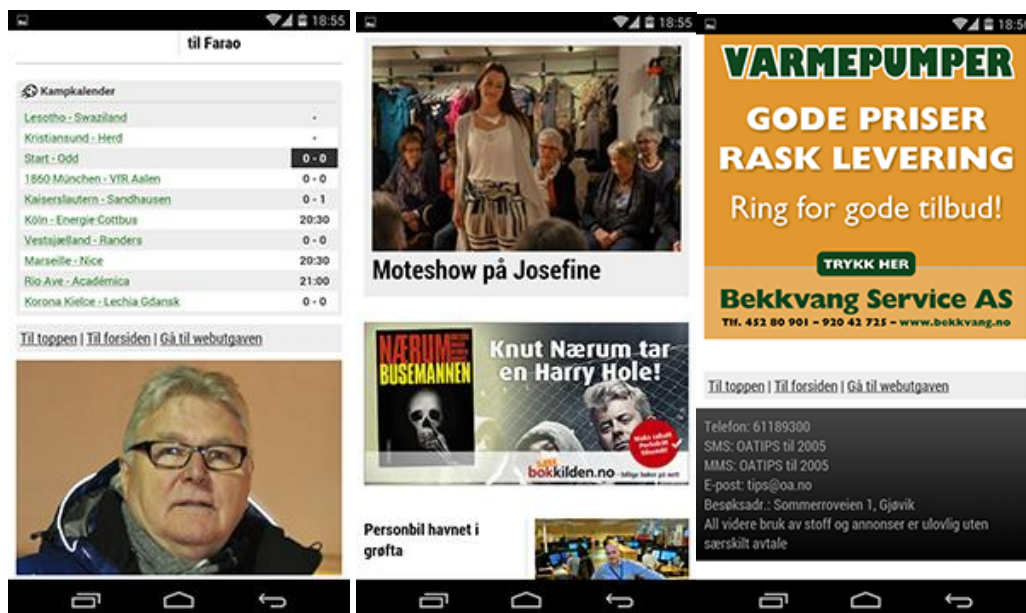 18:55
til Farao
Kampkalender
Lesotho - Swaziland -
Kristiansund - Herd -
Start - Odd 0 - 0
1860 München - VfR Aalen 0 - 0
Kaiserslautern - Sandhausen 0 - 1
Köln - Energie Cottbus 20:30
Vestsjælland - Randers 0 - 0
Marseille - Nice 20:30
Rio Ave - Académica 21:00
Korona Kielce - Lechia Gdansk 0 - 0
Til toppen | Til forsiden | Gå til webutgaven
18:55
Moteshow på Josefine
NÆRUM
BUSEMANNEN
Knut Nærum tar
en Harry Hole!
bokkilden.no - billige bøker på nett
Personbil havnet i
grøfta
18:56
VARMEPUMPER
GODE PRISER
RASK LEVERING
Ring for gode tilbud!
TRYKK HER
Bekkvang Service AS
Tlf. 452 80 901 – 920 42 725 – www.bekkvang.no
Til toppen | Til forsiden | Gå til webutgaven
Telefon: 61189300
SMS: OATIPS til 2005
MMS: OATIPS til 2005
E-post: tips@oa.no
Besøksadr.: Sommerroveien 1, Gjøvik
All videre bruk av stoff og annonser er ulovlig uten
særskilt avtale